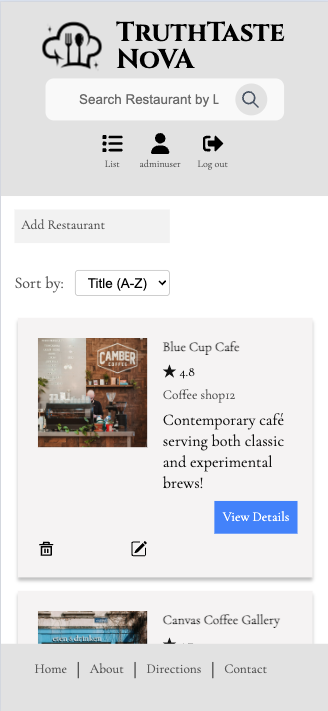 TruthTaste
NoVA
Search Restaurant by L
List
adminuser
Log out
Add Restaurant
Sort by:
Title (A-Z)
CAMBER
COFFEE
Blue Cup Cafe
4.8
Coffee shop12
Contemporary café
serving both classic
and experimental
brews!
View Details
Canvas Coffee Gallery
Home | About | Directions | Contact